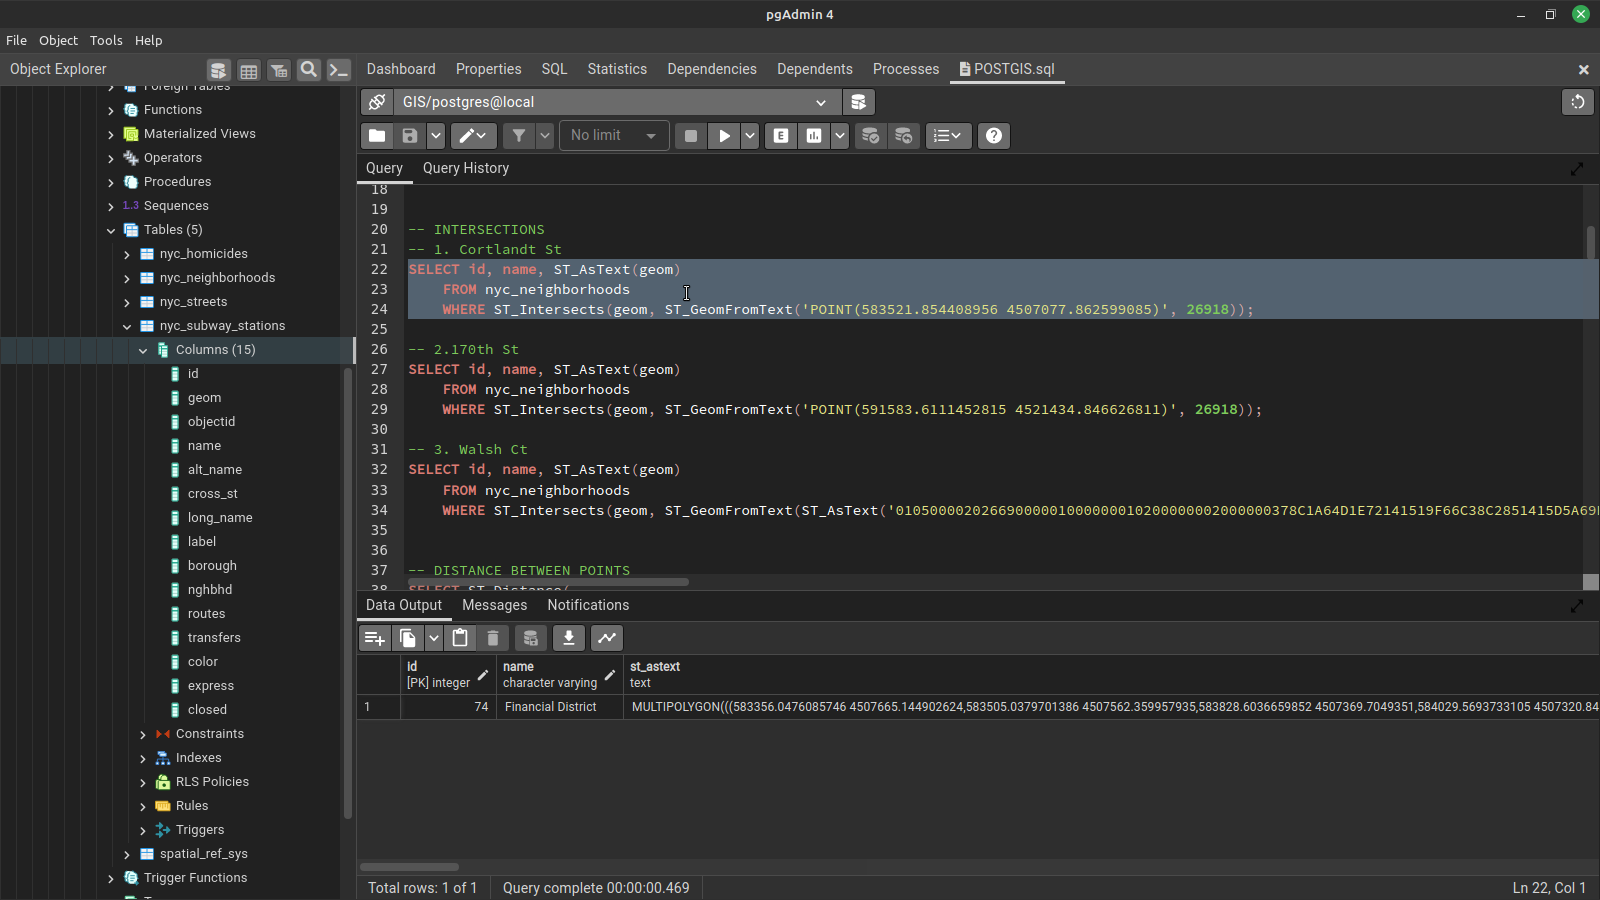 pgAdmin 4
File Object Tools Help
Object Explorer
Dashboard Properties SQL Statistics Dependencies Dependents Processes POSTGIS.sql
Foreign Tables
Functions
Materialized Views
Operators
Procedures
1.3 Sequences
Tables (5)
nyc_homicides
nyc_neighborhoods
nyc_streets
nyc_subway_stations
Columns (15)
id
geom
objectid
name
alt_name
cross_st
long_name
label
borough
nghbhd
routes
transfers
color
express
closed
Constraints
Indexes
RLS Policies
Rules
Triggers
spatial_ref_sys
Trigger Functions
GIS/postgres@local
No limit
E
Query Query History
18
19
20 -- INTERSECTIONS
21 -- 1. Cortlandt St
22 SELECT id, name, ST_AsText(geom)
23 FROM nyc_neighborhoods
24 WHERE ST_Intersects(geom, ST_GeomFromText('POINT(583521.854408956 4507077.862599085)', 26918));
25
26 -- 2.170th St
27 SELECT id, name, ST_AsText(geom)
28 FROM nyc_neighborhoods
29 WHERE ST_Intersects(geom, ST_GeomFromText('POINT(591583.6111452815 4521434.846626811)', 26918));
30
31 -- 3. Walsh Ct
32 SELECT id, name, ST_AsText(geom)
33 FROM nyc_neighborhoods
34 WHERE ST_Intersects(geom, ST_GeomFromText(ST_AsText('01050000202669000001000000010200000002000000378C1A64D1E72141519F66C38C2851415D5A69
35
36
37 -- DISTANCE BETWEEN POINTS
38 SELECT ST_Distance(
Data Output Messages Notifications
id name st_astext
[PK] integer character varying text
1 74 Financial District MULTIPOLYGON(((583356.0476085746 4507665.144902624,583505.0379701386 4507562.359957935,583828.6036659852 4507369.7049351,584029.5693733105 4507320.84
Total rows: 1 of 1 Query complete 00:00:00.469 Ln 22, Col 1